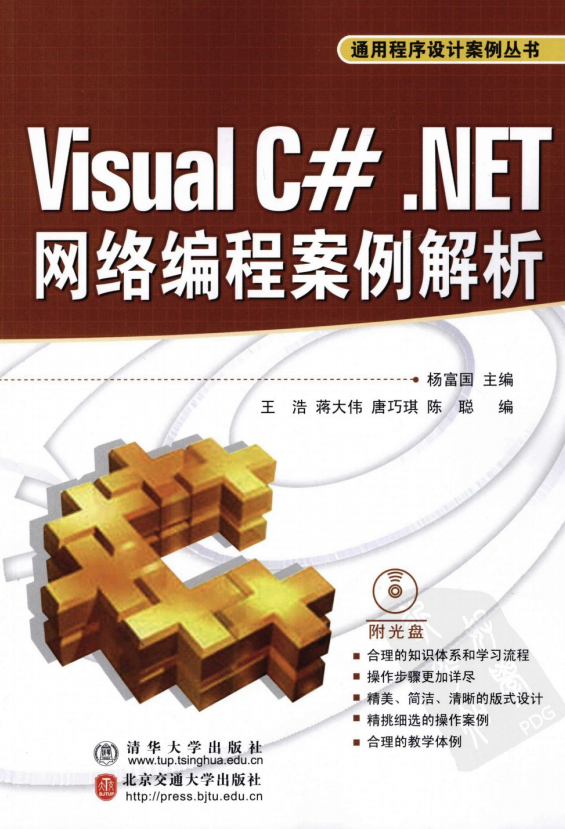 通用程序设计案例丛书
Visual C# .NET
网络编程案例解析
杨富国 主编
王 浩 蒋大伟 唐巧琪 陈 聪 编
附光盘
■ 合理的知识体系和学习流程
■ 操作步骤更加详尽
■ 精美、简洁、清晰的版式设计
■ 精挑细选的操作案例
■ 合理的教学体例
PDG
清华大学出版社
www.tup.tsinghua.edu.cn
北京交通大学出版社
http://press.bjtu.edu.cn